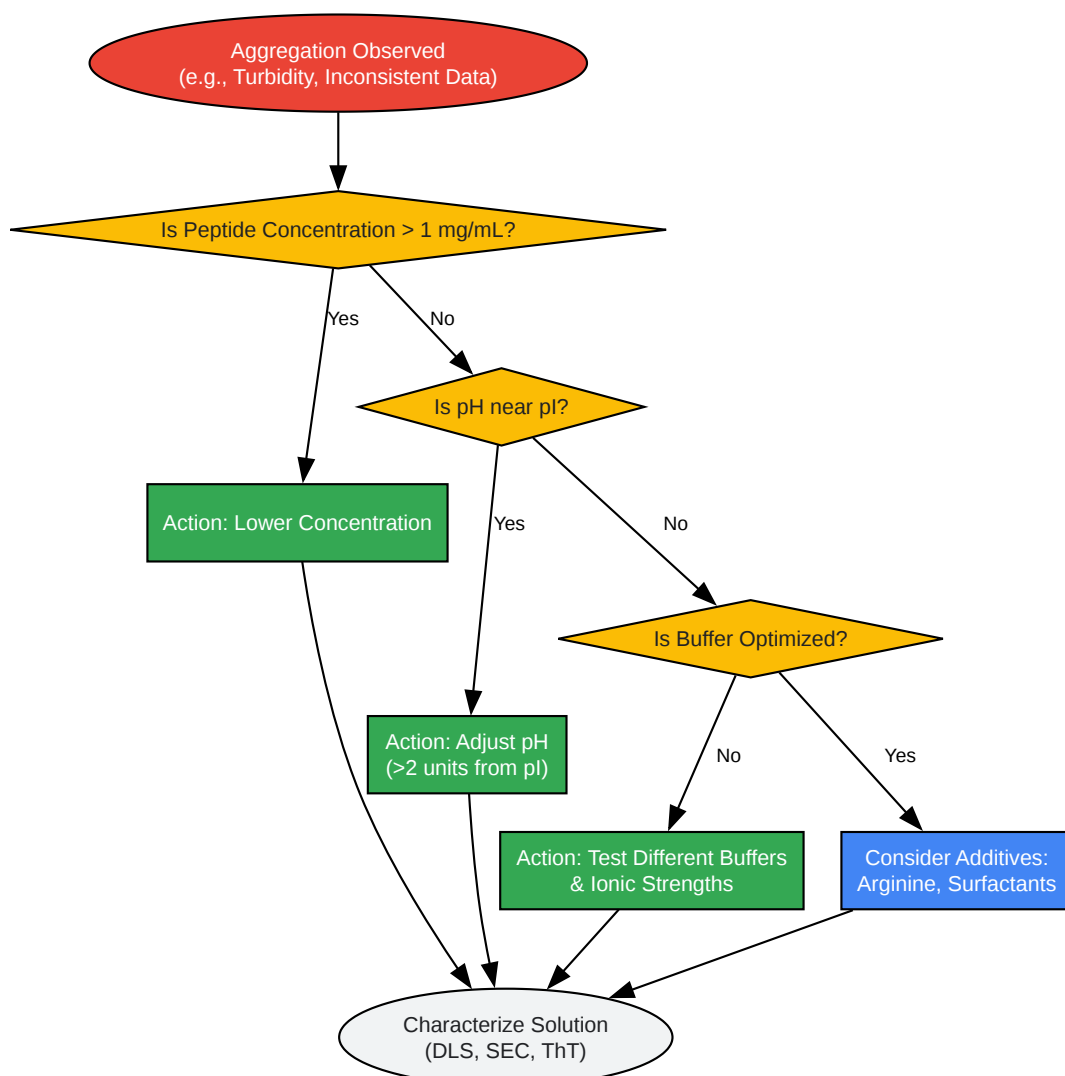 Aggregation Observed
(e.g., Turbidity, Inconsistent Data)
Is Peptide Concentration > 1 mg/mL?
Yes
No
Is pH near pI?
Action: Lower Concentration
Yes
No
Is Buffer Optimized?
Action: Adjust pH
(>2 units from pI)
No
Yes
Action: Test Different Buffers
& Ionic Strengths
Consider Additives:
Arginine, Surfactants
Characterize Solution
(DLS, SEC, ThT)